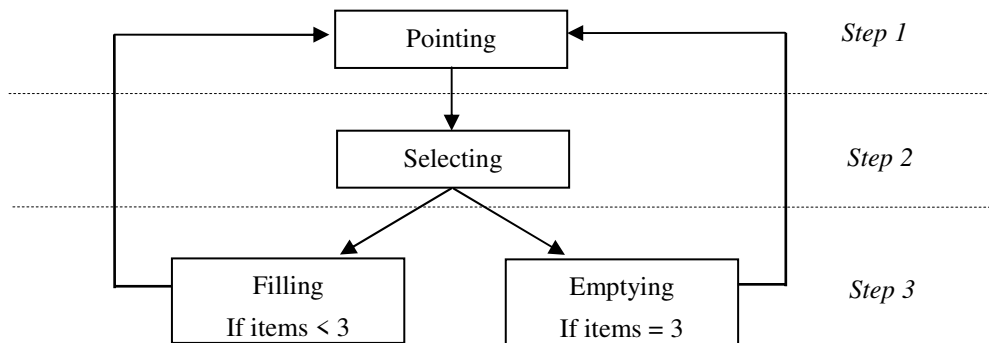 Pointing
Step 1
Selecting
Step 2
Filling
If items < 3
Emptying
If items = 3
Step 3